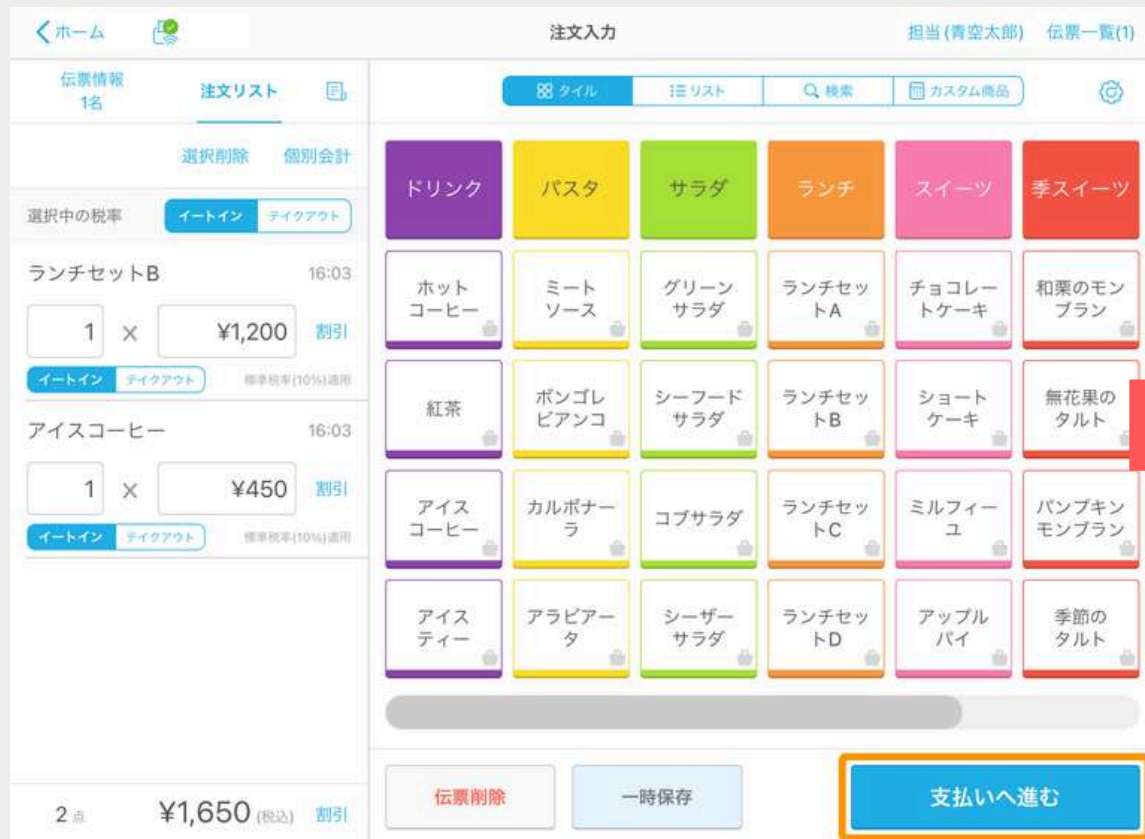 ホーム
注文入力
担当(青空太郎)
伝票一覧(1)
伝票情報
1名
注文リスト
選択削除
個別会計
選択中の税率
イートイン
テイクアウト
ランチセットB
16:03
1
×
¥1,200
割引
イートイン
テイクアウト
標準税率(10%)適用
アイスコーヒー
16:03
1
×
¥450
割引
イートイン
テイクアウト
標準税率(10%)適用
2点
¥1,650(税込)
割引
タイル
リスト
検索
カスタム商品
ドリンク
パスタ
サラダ
ランチ
スイーツ
季スイーツ
ホット
コーヒー
ミート
ソース
グリーン
サラダ
ランチセッ
トA
チョコレー
トケーキ
和栗のモン
ブラン
紅茶
ボンゴレ
ビアンコ
シーフード
サラダ
ランチセッ
トB
ショート
ケーキ
無花果の
タルト
アイス
コーヒー
カルボナー
ラ
コブサラダ
ランチセッ
トC
ミルフィー
ユ
パンプキン
モンブラン
アイス
ティー
アラビアー
タ
シーザー
サラダ
ランチセッ
トD
アップル
パイ
季節の
タルト
伝票削除
一時保存
支払いへ進む